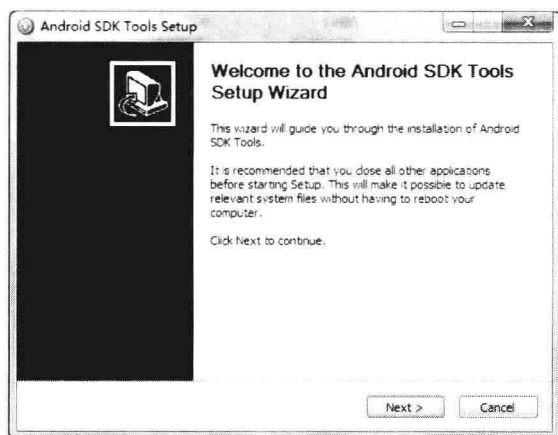 Android SDK Tools Setup
Welcome to the Android SDK Tools
Setup Wizard
This wizard will guide you through the installation of Android
SDK Tools.
It is recommended that you close all other applications
before starting Setup. This will make it possible to update
relevant system files without having to reboot your
computer.
Click Next to continue.
Next >
Cancel